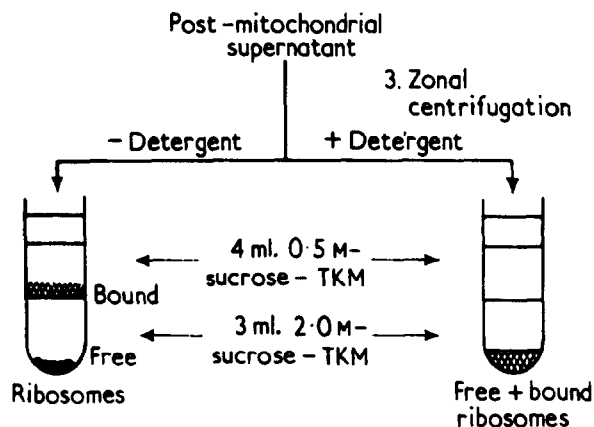 Post-mitochondrial
supernatant
3. Zonal
centrifugation
- Detergent
+ Detergent
4 ml. 0·5 M-
sucrose - TKM
Bound
3 ml. 2·0 M-
sucrose - TKM
Free
Ribosomes
Free + bound
ribosomes